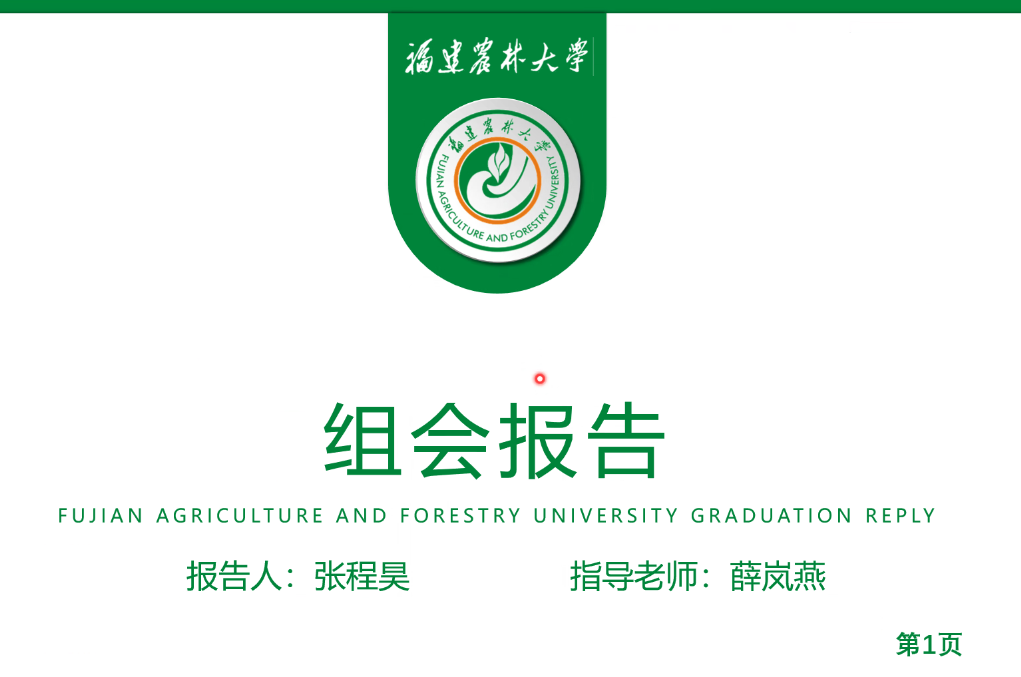 福建农林大学
福建农林大学
FUJIAN AGRICULTURE AND FORESTRY UNIVERSITY
组会报告
FUJIAN AGRICULTURE AND FORESTRY UNIVERSITY GRADUATION REPLY
报告人：张程昊 指导老师：薛岚燕
第1页